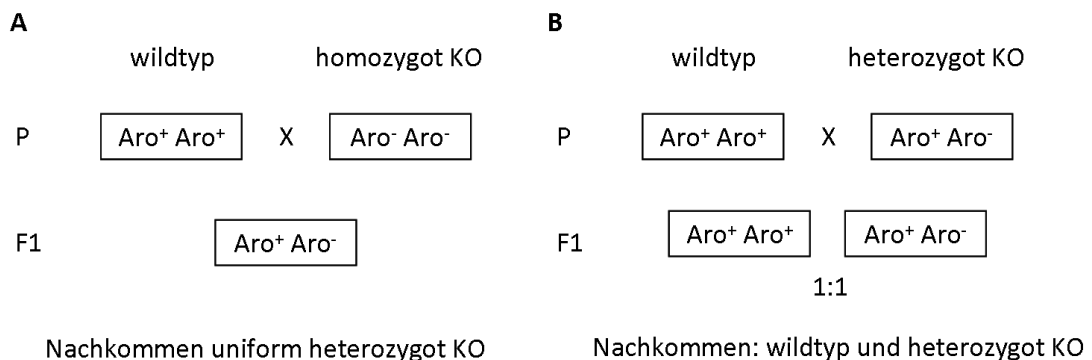 A
wildtyp homozygot KO
P Aro⁺ Aro⁺ X Aro⁻ Aro⁻
F1 Aro⁺ Aro⁻
Nachkommen uniform heterozygot KO
B
wildtyp heterozygot KO
P Aro⁺ Aro⁺ X Aro⁺ Aro⁻
F1 Aro⁺ Aro⁺ Aro⁺ Aro⁻
1:1
Nachkommen: wildtyp und heterozygot KO